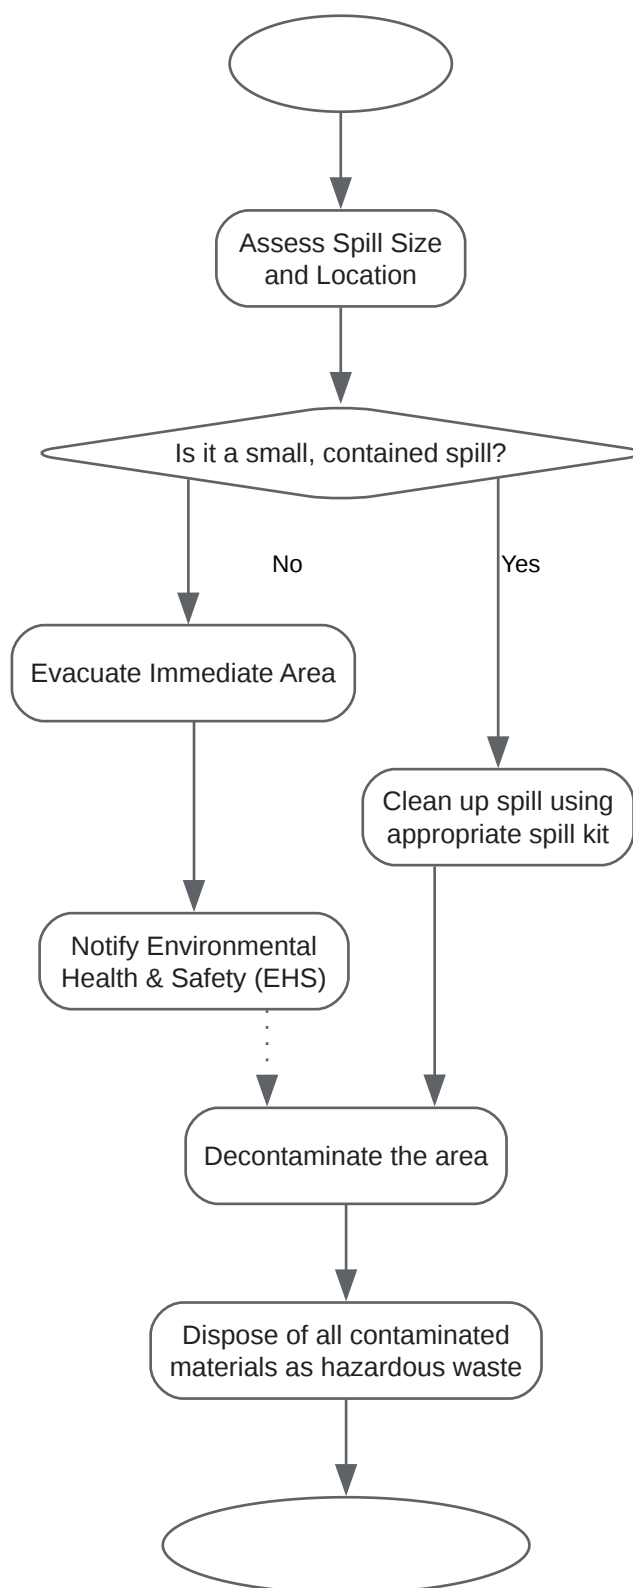 Assess Spill Size
and Location
Is it a small, contained spill?
No
Yes
Evacuate Immediate Area
Clean up spill using
appropriate spill kit
Notify Environmental
Health & Safety (EHS)
Decontaminate the area
Dispose of all contaminated
materials as hazardous waste